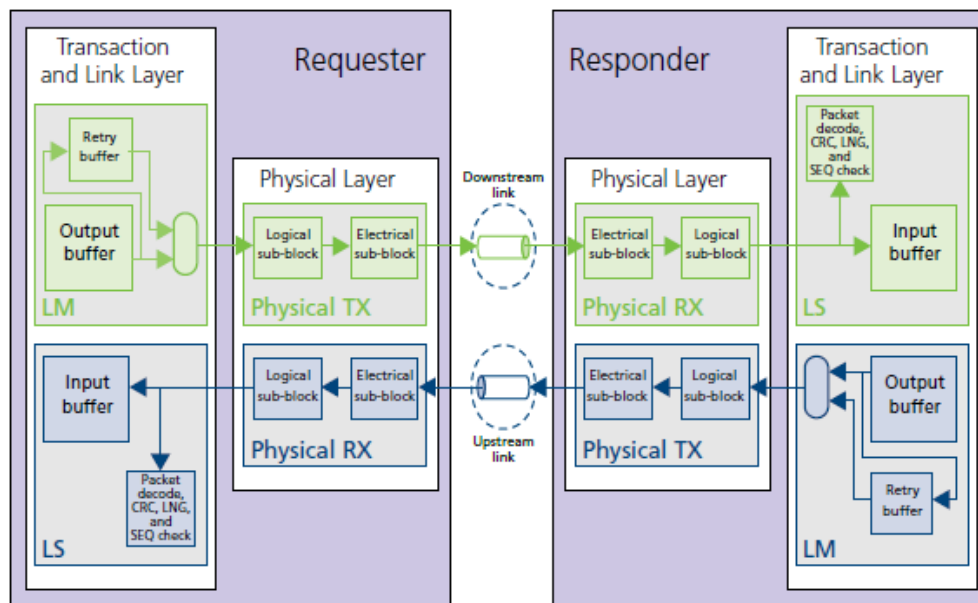 Transaction
and Link Layer
Requester
Retry
buffer
Output
buffer
LM
Physical Layer
Logical
sub-block
Electrical
sub-block
Physical TX
Input
buffer
Packet
decode,
CRC, LNG,
and
SEQ check
LS
Logical
sub-block
Electrical
sub-block
Physical RX
Downstream
link
Upstream
link
Responder
Physical Layer
Electrical
sub-block
Logical
sub-block
Physical RX
Electrical
sub-block
Logical
sub-block
Physical TX
Transaction
and Link Layer
Packet
decode,
CRC, LNG,
and
SEQ check
Input
buffer
LS
Output
buffer
Retry
buffer
LM